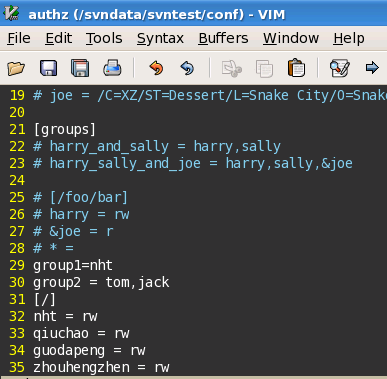 authz (/svndata/svntest/conf) - VIM
File Edit Tools Syntax Buffers Window Help
19 # joe = /C=XZ/ST=Dessert/L=Snake City/O=Snak
20
21 [groups]
22 # harry_and_sally = harry,sally
23 # harry_sally_and_joe = harry,sally,&joe
24
25 # [/foo/bar]
26 # harry = rw
27 # &joe = r
28 # * =
29 group1=nht
30 group2 = tom,jack
31 [/]
32 nht = rw
33 qiuchao = rw
34 guodapeng = rw
35 zhouhengzhen = rw